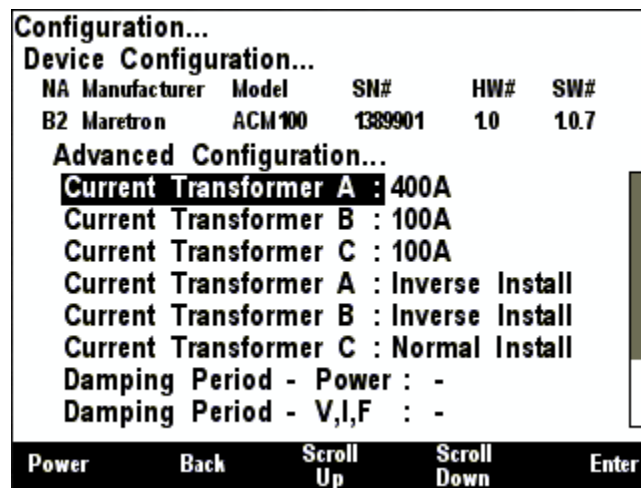 Configuration...
Device Configuration...
NA Manufacturer Model SN# HW# SW#
B2 Maretron ACM100 1389901 1.0 1.0.7
Advanced Configuration...
Current Transformer A : 400A
Current Transformer B : 100A
Current Transformer C : 100A
Current Transformer A : Inverse Install
Current Transformer B : Inverse Install
Current Transformer C : Normal Install
Damping Period - Power : -
Damping Period - V,I,F : -
Power Back Scroll Up Scroll Down Enter